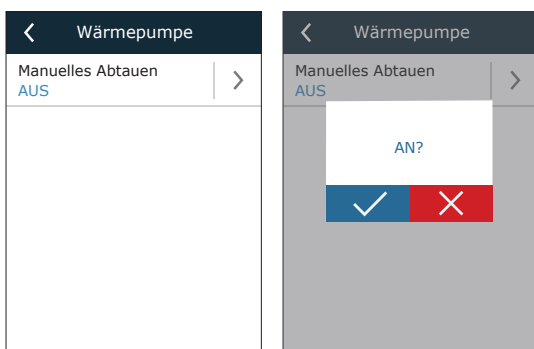 Wärmepumpe
Manuelles Abtauen
AUS
Wärmepumpe
Manuelles Abtauen
AUS
AN?